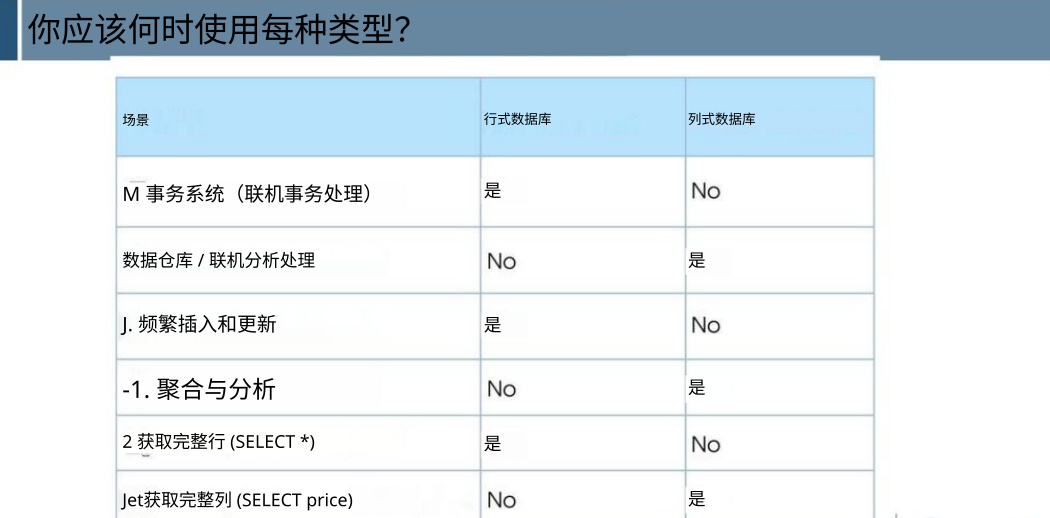 你应该何时使用每种类型？
场景 行式数据库 列式数据库
M 事务系统（联机事务处理） 是 No
数据仓库 / 联机分析处理 No 是
J. 频繁插入和更新 是 No
-1. 聚合与分析 No 是
2 获取完整行 (SELECT *) 是 No
Jet获取完整列 (SELECT price) No 是